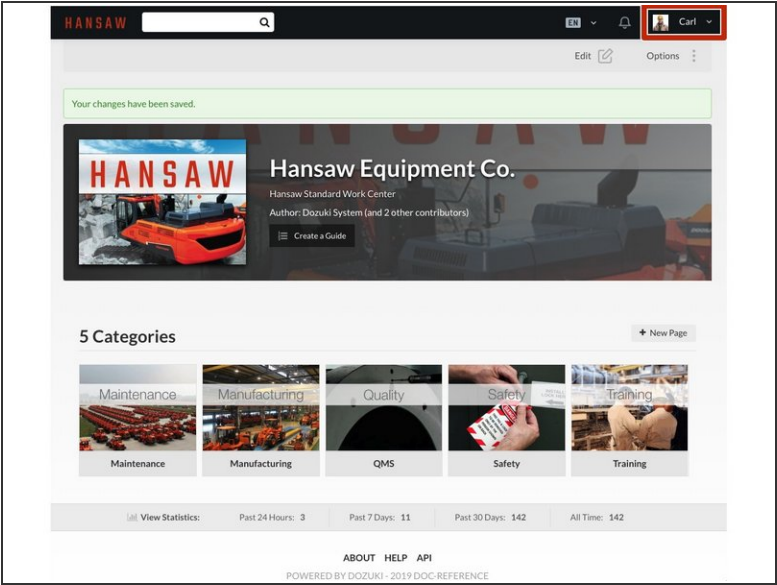 HANSAW
EN
Carl
Edit
Options
Your changes have been saved.
HANSAW
Hansaw Equipment Co.
Hansaw Standard Work Center
Author: Dozuki System (and 2 other contributors)
Create a Guide
5 Categories
+ New Page
Maintenance
Manufacturing
Quality
Safety
Training
Maintenance
Manufacturing
QMS
Safety
Training
View Statistics:
Past 24 Hours: 3
Past 7 Days: 11
Past 30 Days: 142
All Time: 142
ABOUT HELP API
POWERED BY DOZUKI - 2019 DOC-REFERENCE